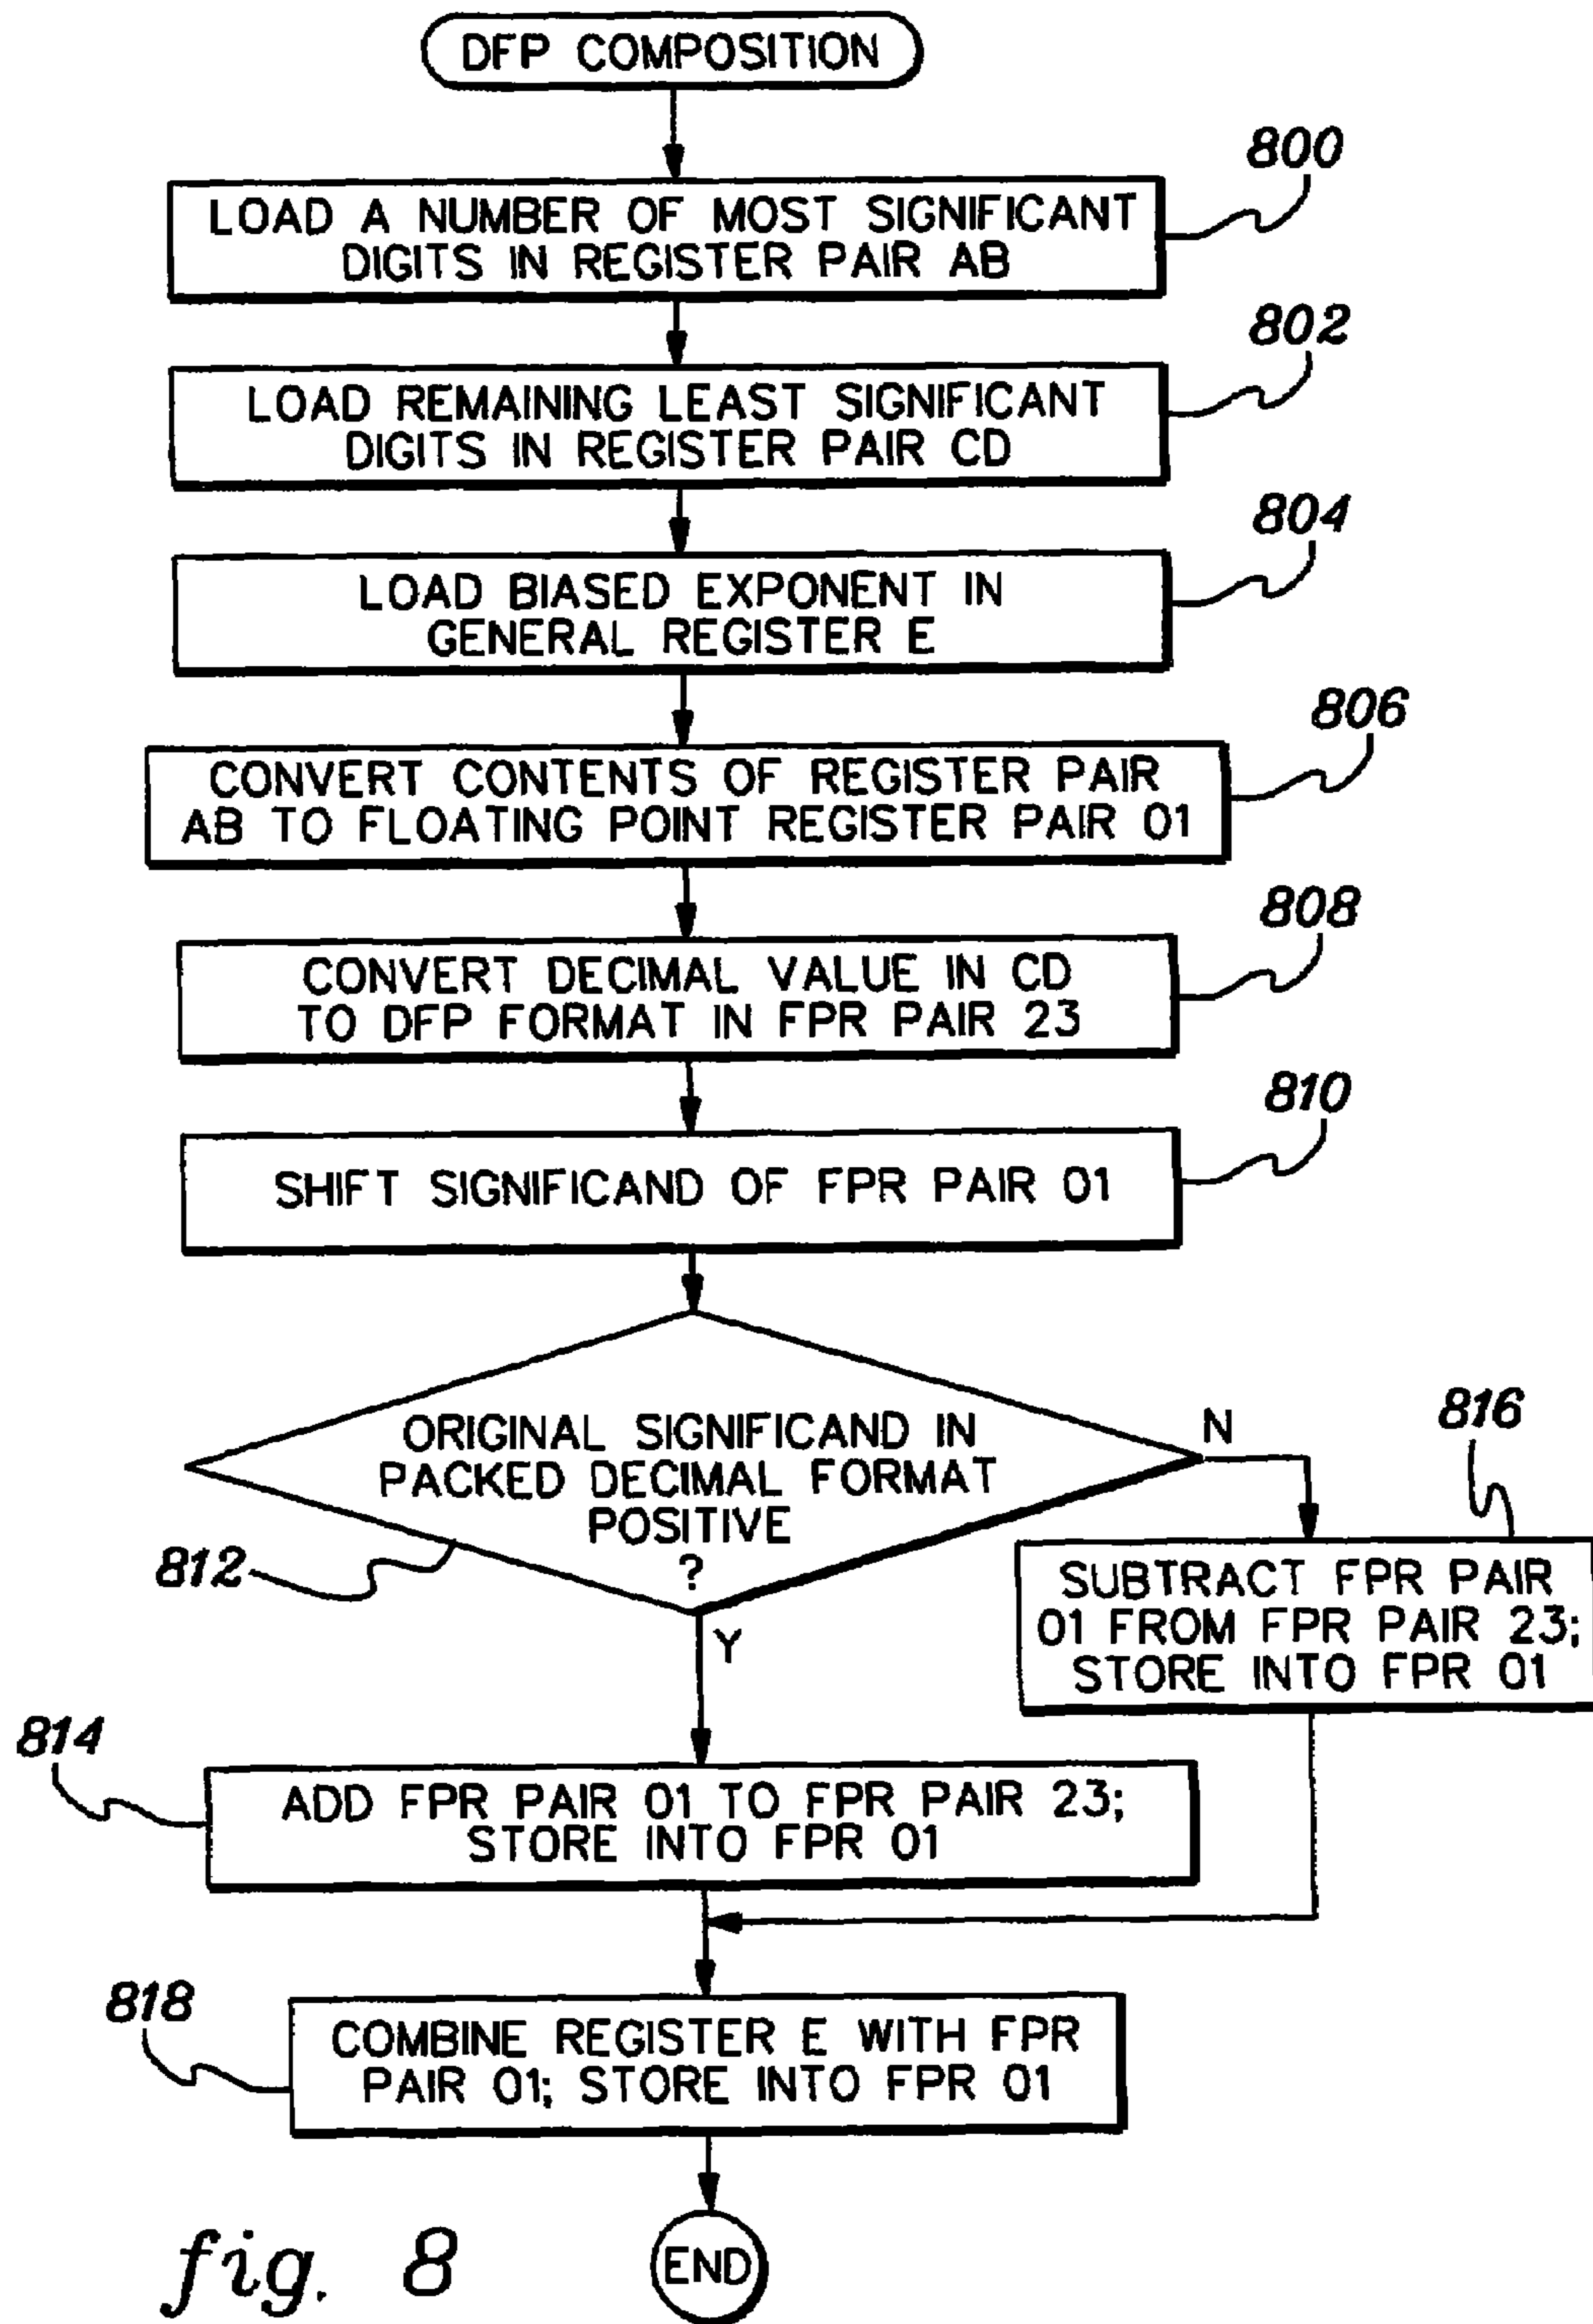 DFP COMPOSITION
800
LOAD A NUMBER OF MOST SIGNIFICANT
DIGITS IN REGISTER PAIR AB
802
LOAD REMAINING LEAST SIGNIFICANT
DIGITS IN REGISTER PAIR CD
804
LOAD BIASED EXPONENT IN
GENERAL REGISTER E
806
CONVERT CONTENTS OF REGISTER PAIR
AB TO FLOATING POINT REGISTER PAIR 01
808
CONVERT DECIMAL VALUE IN CD
TO DFP FORMAT IN FPR PAIR 23
810
SHIFT SIGNIFICAND OF FPR PAIR 01
ORIGINAL SIGNIFICAND IN
PACKED DECIMAL FORMAT
POSITIVE
?
812
N
Y
816
SUBTRACT FPR PAIR
01 FROM FPR PAIR 23;
STORE INTO FPR 01
814
ADD FPR PAIR 01 TO FPR PAIR 23;
STORE INTO FPR 01
818
COMBINE REGISTER E WITH FPR
PAIR 01; STORE INTO FPR 01
END
fig. 8